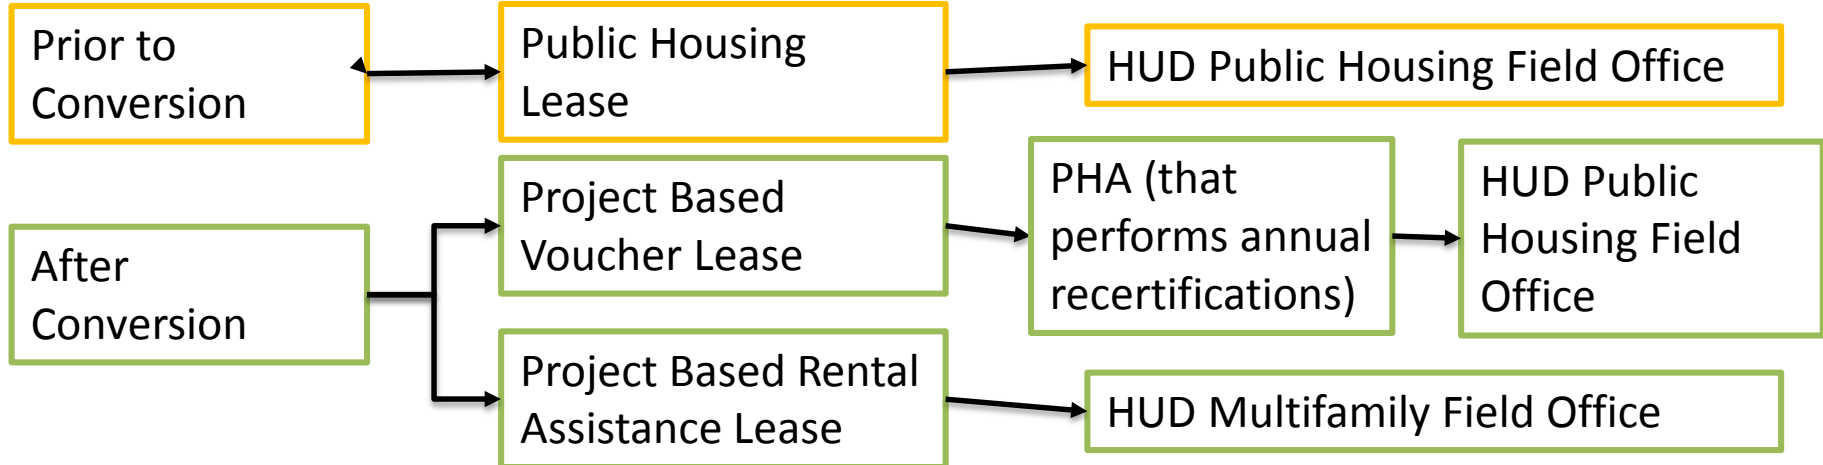 Prior to
Conversion
Public Housing
Lease
HUD Public Housing Field Office
After
Conversion
Project Based
Voucher Lease
PHA (that
performs annual
recertifications)
HUD Public
Housing Field
Office
Project Based Rental
Assistance Lease
HUD Multifamily Field Office